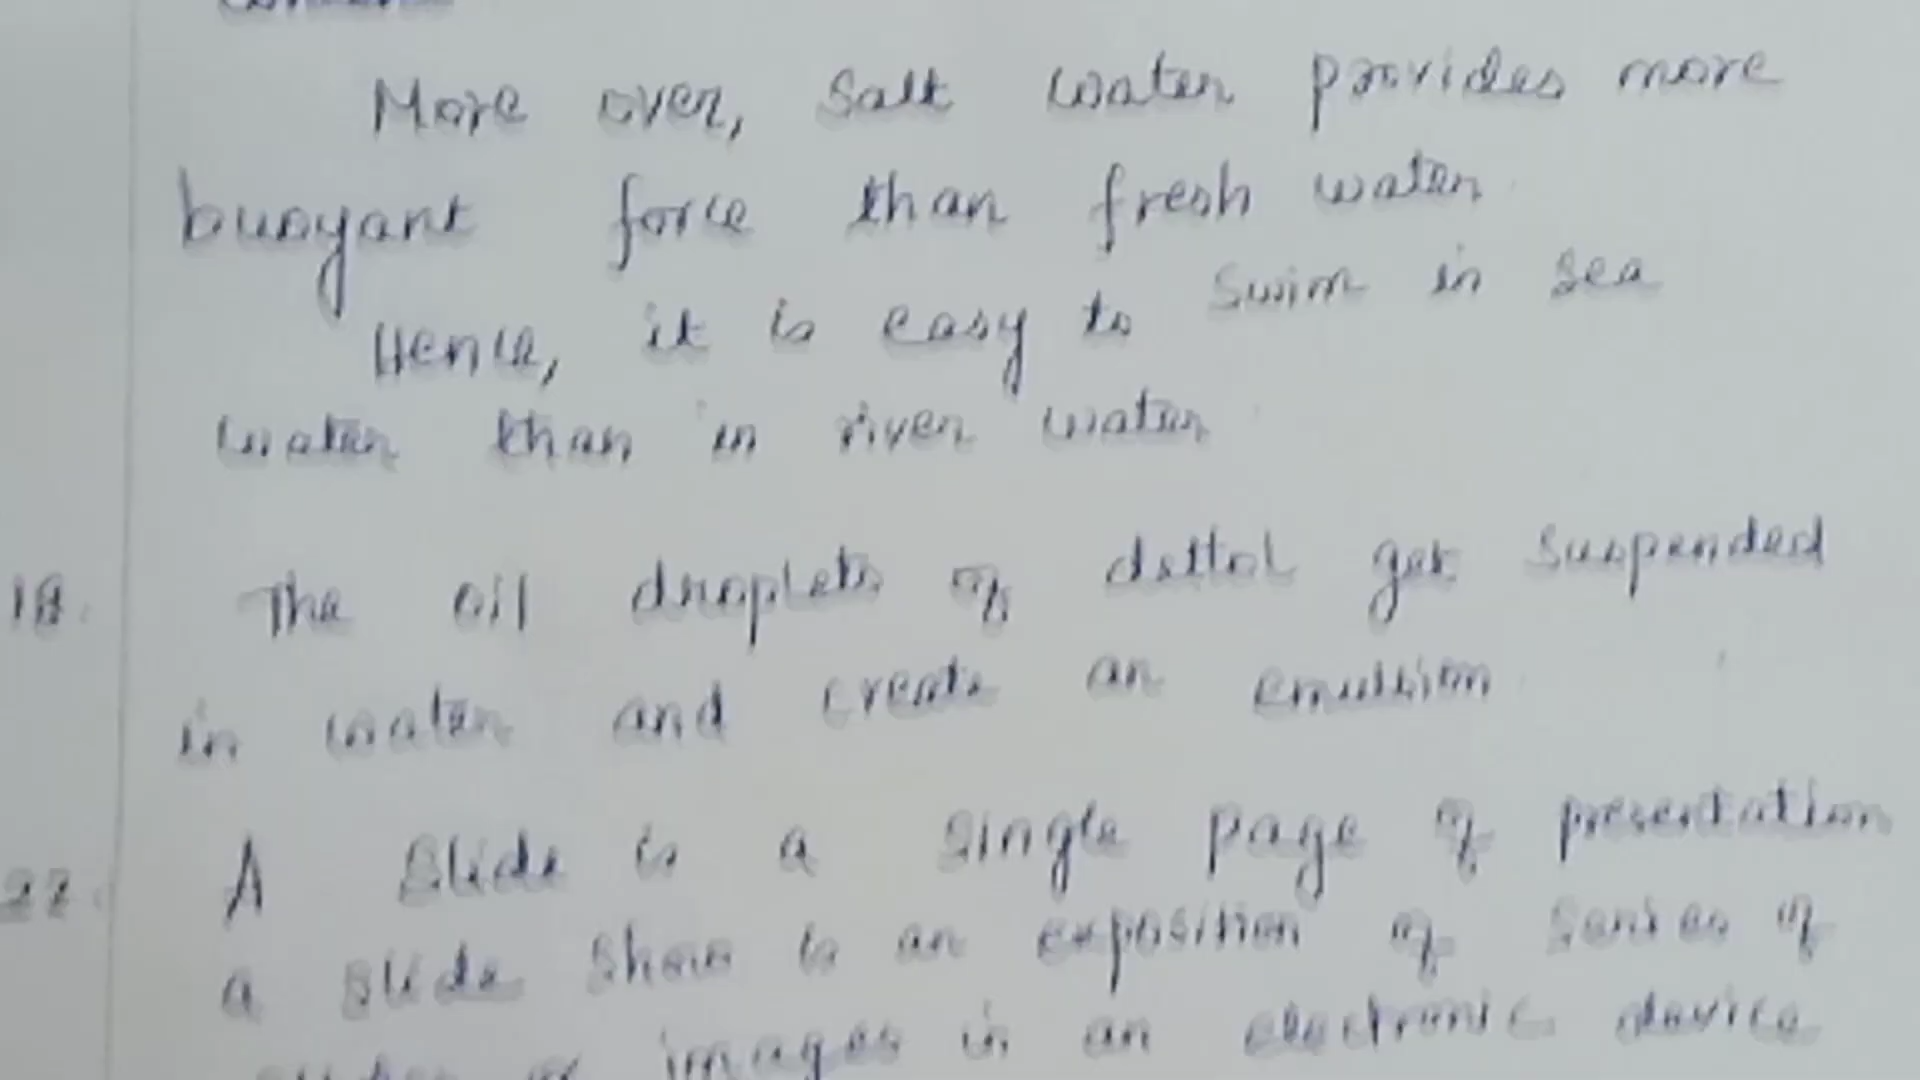 More over, Salt water provides more
buoyant force than fresh water
Hence, it is easy to swim in sea
water than in river water
18. The oil droplets of dettol get suspended
in water and create an emulsion
22. A Slide is a single page of presentation
a slide show is an exposition of series of
or images in an electronic device